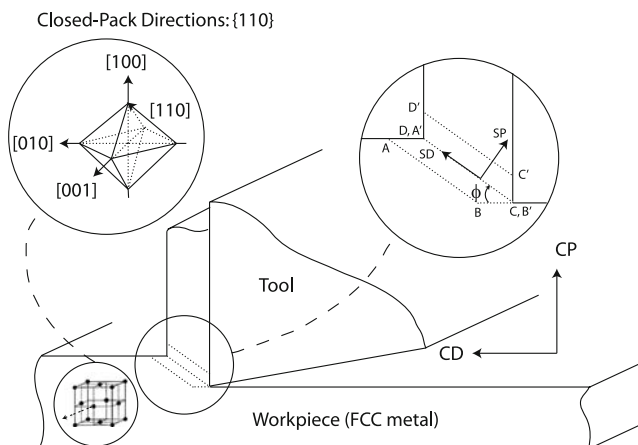 Closed-Pack Directions: {110}
[100]
[110]
[010]
[001]
D'
D, A'
SP
A
SD
C'
ϕ
B
C, B'
CP
Tool
CD
Workpiece (FCC metal)